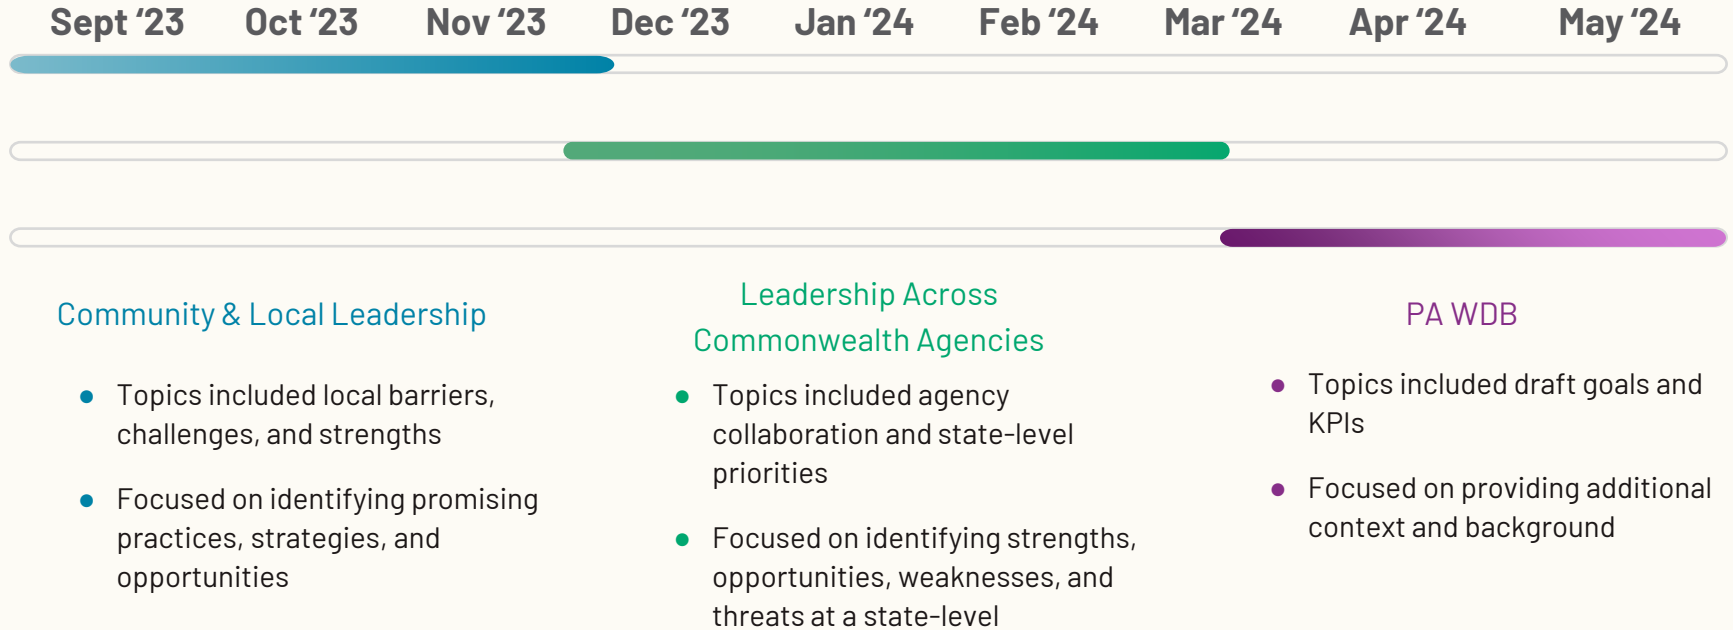 Sept ‘23 Oct ‘23 Nov ‘23 Dec ‘23 Jan ‘24 Feb ‘24 Mar ‘24 Apr ‘24 May ‘24
Community & Local Leadership
● Topics included local barriers,
challenges, and strengths
● Focused on identifying promising
practices, strategies, and
opportunities
Leadership Across
Commonwealth Agencies
● Topics included agency
collaboration and state-level
priorities
● Focused on identifying strengths,
opportunities, weaknesses, and
threats at a state-level
PA WDB
● Topics included draft goals and
KPIs
● Focused on providing additional
context and background